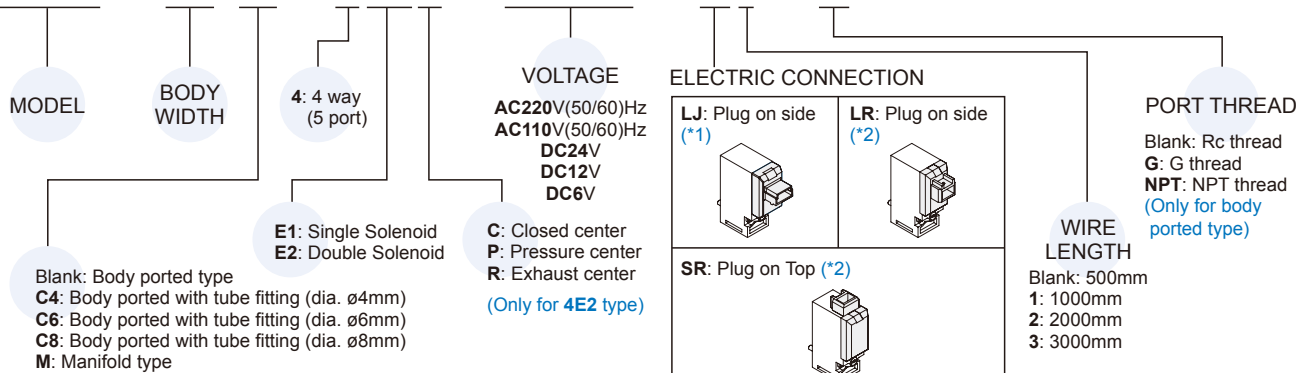 MODEL
BODY
WIDTH
4: 4 way
(5 port)
VOLTAGE
AC220V(50/60)Hz
AC110V(50/60)Hz
DC24V
DC12V
DC6V
ELECTRIC CONNECTION
LJ: Plug on side
(*1)
LR: Plug on side
(*2)
SR: Plug on Top (*2)
PORT THREAD
Blank: Rc thread
G: G thread
NPT: NPT thread
(Only for body
ported type)
WIRE
LENGTH
Blank: 500mm
1: 1000mm
2: 2000mm
3: 3000mm
E1: Single Solenoid
E2: Double Solenoid
C: Closed center
P: Pressure center
R: Exhaust center
(Only for 4E2 type)
Blank: Body ported type
C4: Body ported with tube fitting (dia. ø4mm)
C6: Body ported with tube fitting (dia. ø6mm)
C8: Body ported with tube fitting (dia. ø8mm)
M: Manifold type